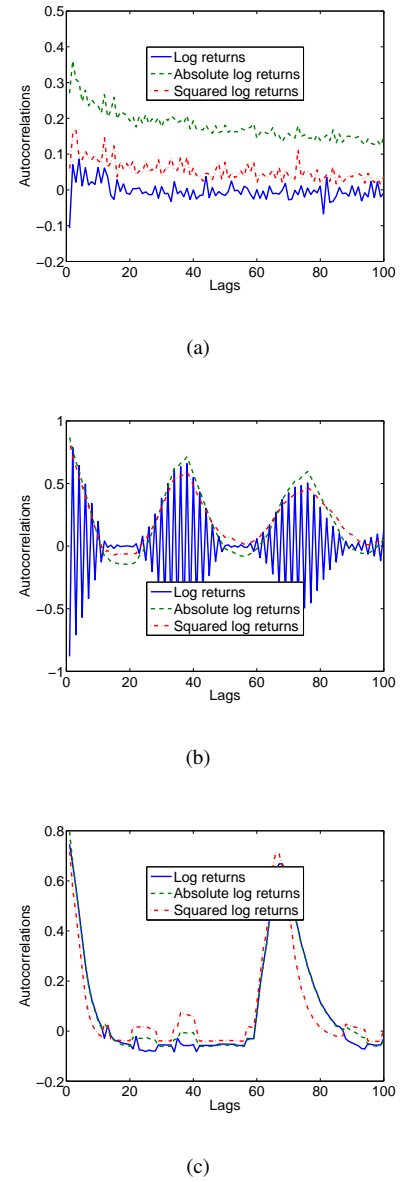 0.5
0.4
0.3
0.2
0.1
0
−0.1
−0.2
Autocorrelations
Log returns
Absolute log returns
Squared log returns
0 20 40 60 80 100
Lags
(a)
1
0.5
0
−0.5
−1
Autocorrelations
Log returns
Absolute log returns
Squared log returns
0 20 40 60 80 100
Lags
(b)
0.8
0.6
0.4
0.2
0
−0.2
Autocorrelations
Log returns
Absolute log returns
Squared log returns
0 20 40 60 80 100
Lags
(c)